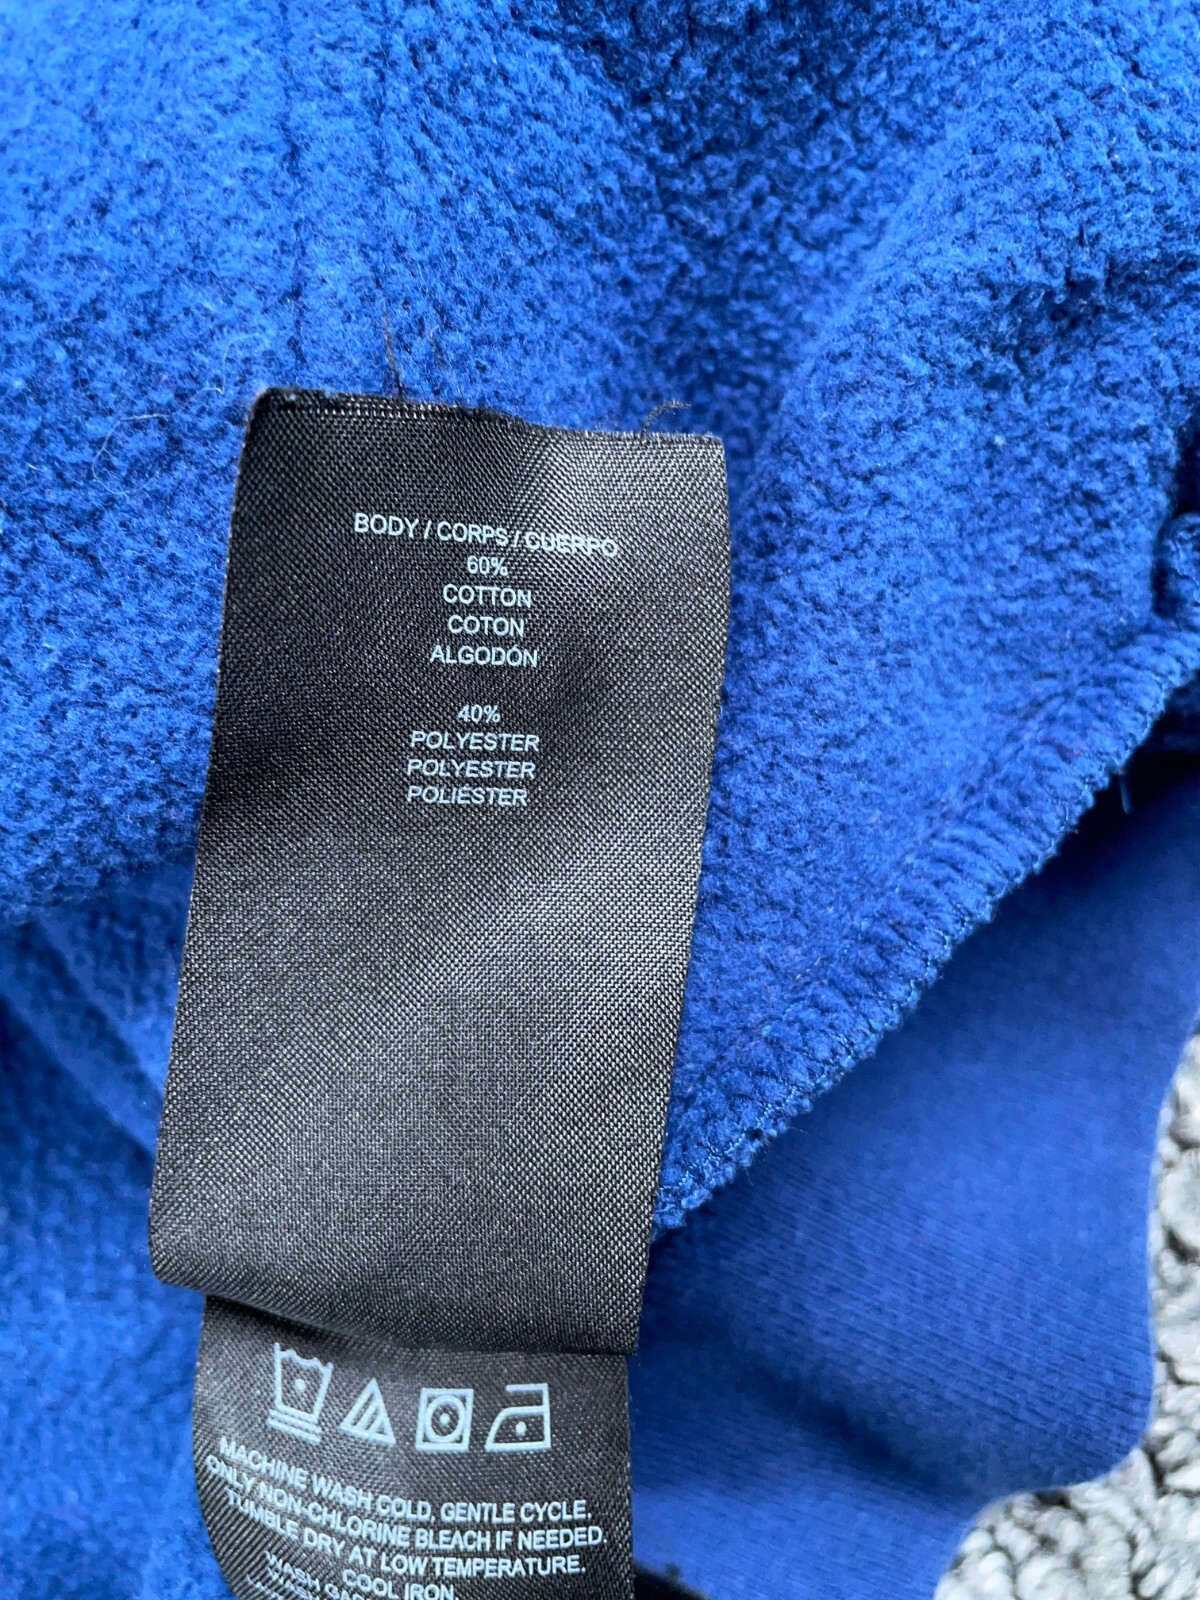 BODY / CORPS / CUERPO
60%
COTTON
COTON
ALGODÓN
40%
POLYESTER
POLYESTER
POLIÉSTER
MACHINE WASH COLD, GENTLE CYCLE.
ONLY NON-CHLORINE BLEACH IF NEEDED.
TUMBLE DRY AT LOW TEMPERATURE.
COOL IRON.
WASH